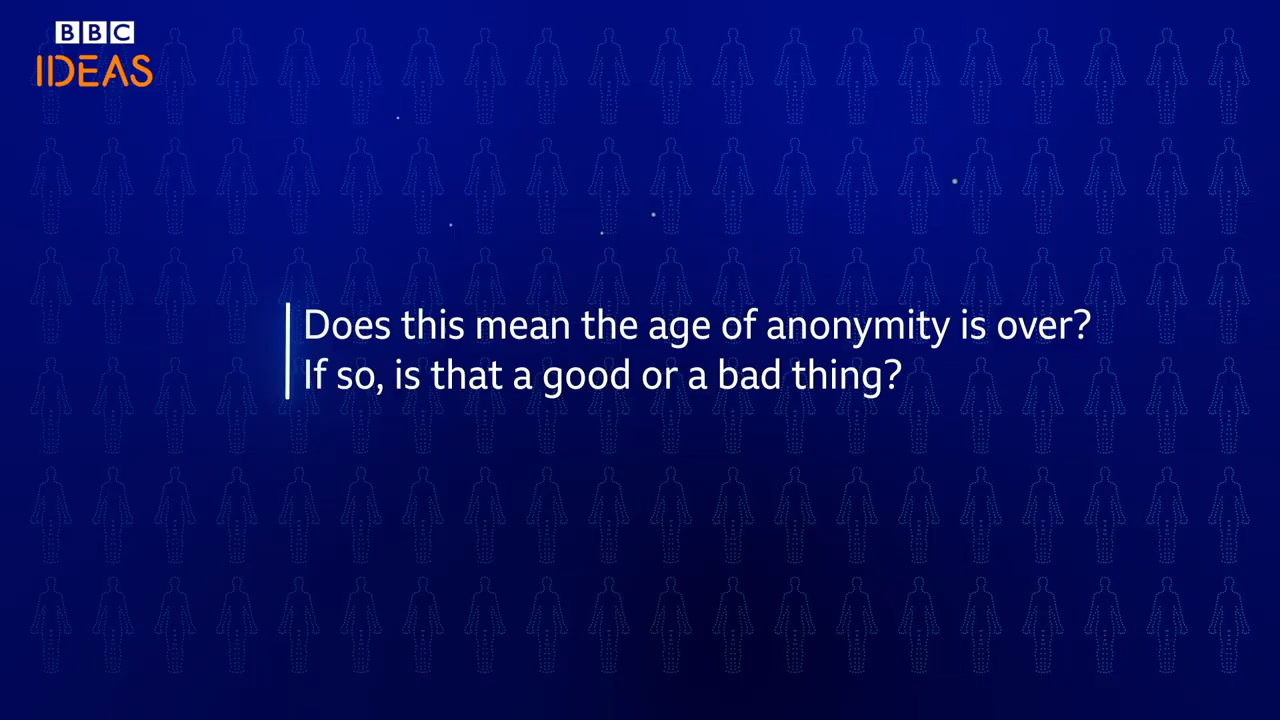 BBC
IDEAS
Does this mean the age of anonymity is over?
If so, is that a good or a bad thing?